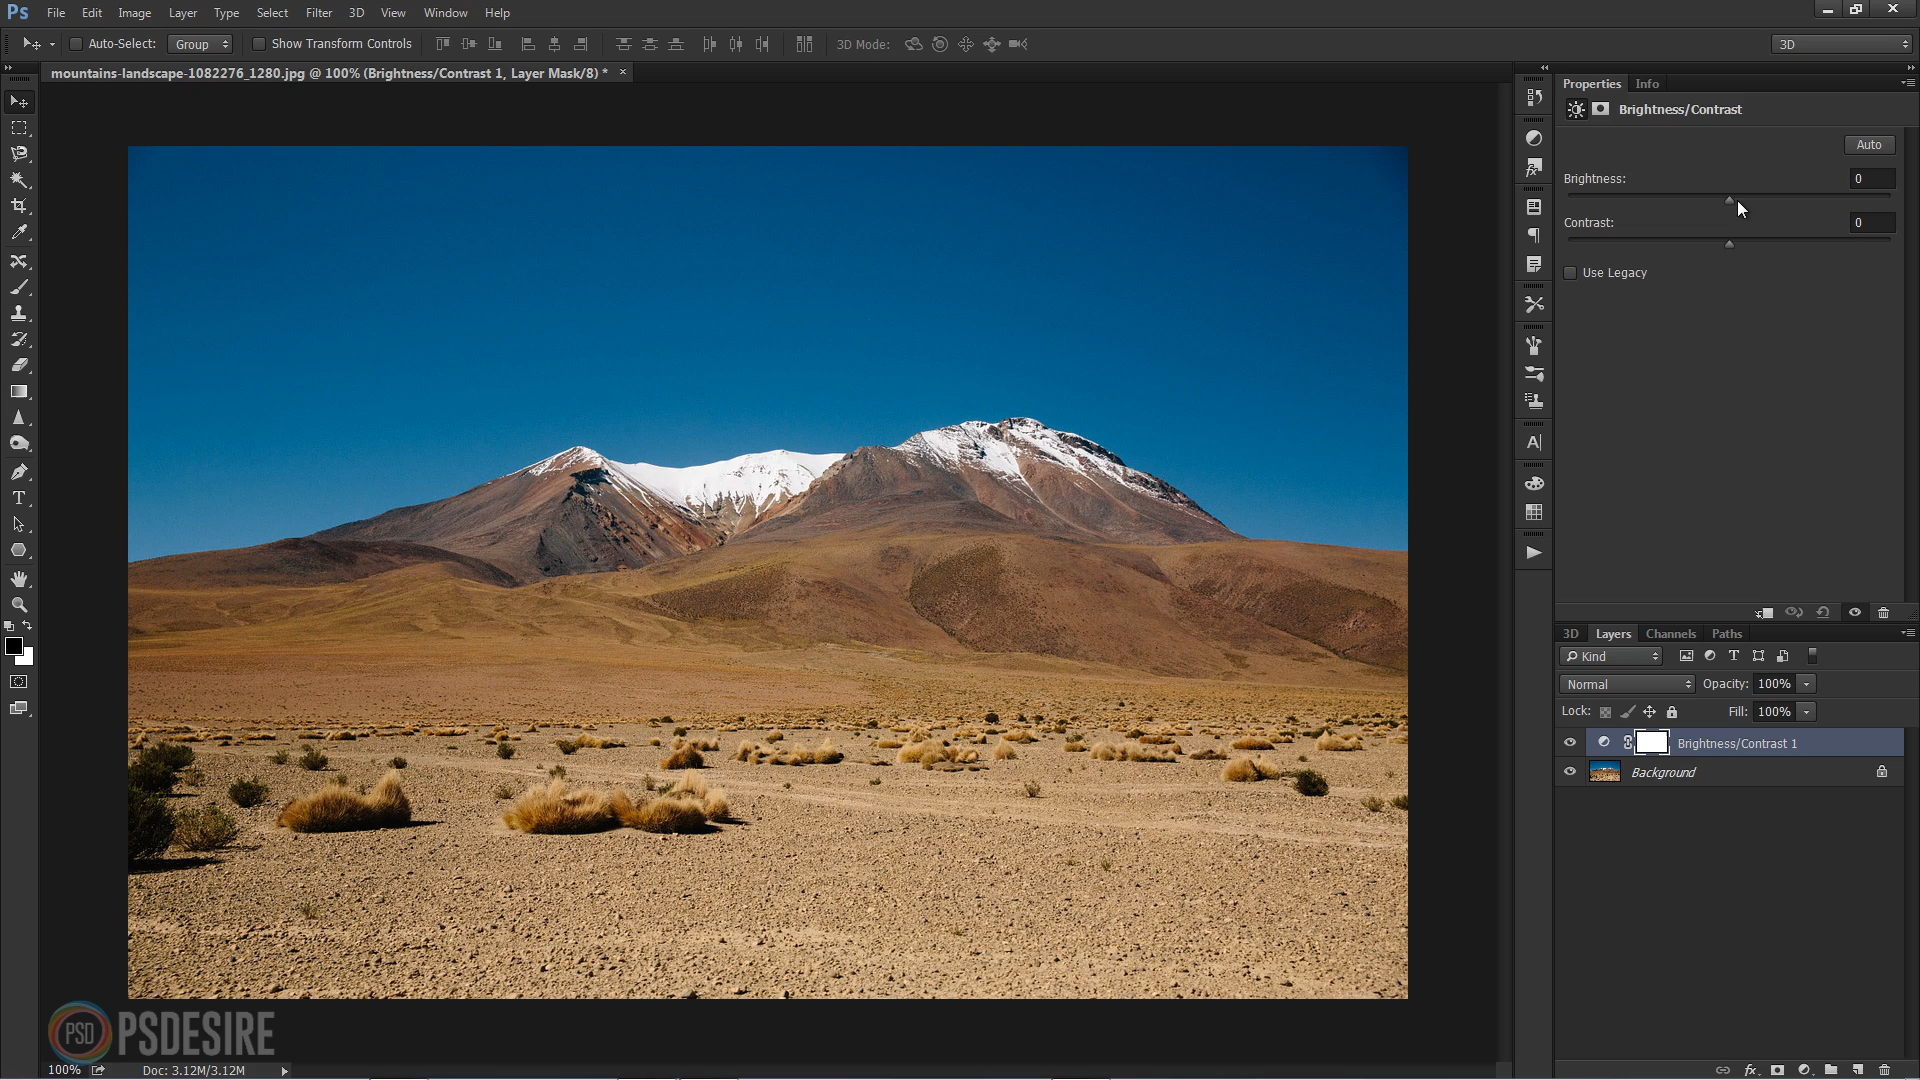 Ps File Edit Image Layer Type Select Filter 3D View Window Help
Auto-Select: Group Show Transform Controls 3D Mode: 3D
mountains-landscape-1082276_1280.jpg @ 100% (Brightness/Contrast 1, Layer Mask/8) * ×
Properties Info
Brightness/Contrast
Auto
Brightness: 0
Contrast: 0
Use Legacy
3D Layers Channels Paths
Kind
Normal Opacity: 100%
Lock: Fill: 100%
Brightness/Contrast 1
Background
PSD PSDESIRE
100% Doc: 3.12M/3.12M